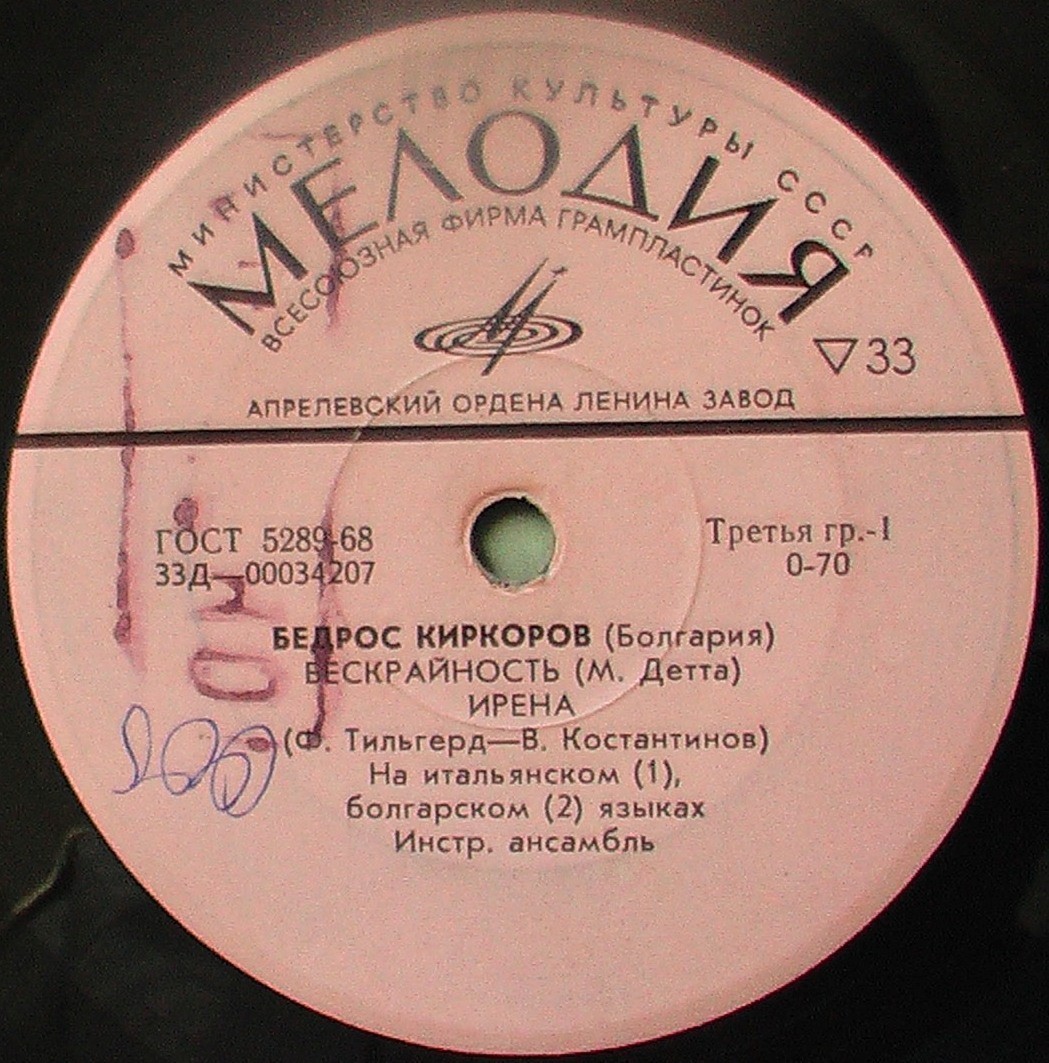 МИНИСТЕРСТВО КУЛЬТУРЫ СССР
МЕЛОДИЯ
ВСЕСОЮЗНАЯ ФИРМА ГРАМПЛАСТИНОК
▽33
АПРЕЛЕВСКИЙ ОРДЕНА ЛЕНИНА ЗАВОД
ГОСТ 5289-68
33Д—00034207
Третья гр.-1
0-70
БЕДРОС КИРКОРОВ (Болгария)
БЕСКРАЙНОСТЬ (М. Детта)
ИРЕНА
(Ф. Тильгерд—В. Костантинов)
На итальянском (1),
болгарском (2) языках
Инстр. ансамбль